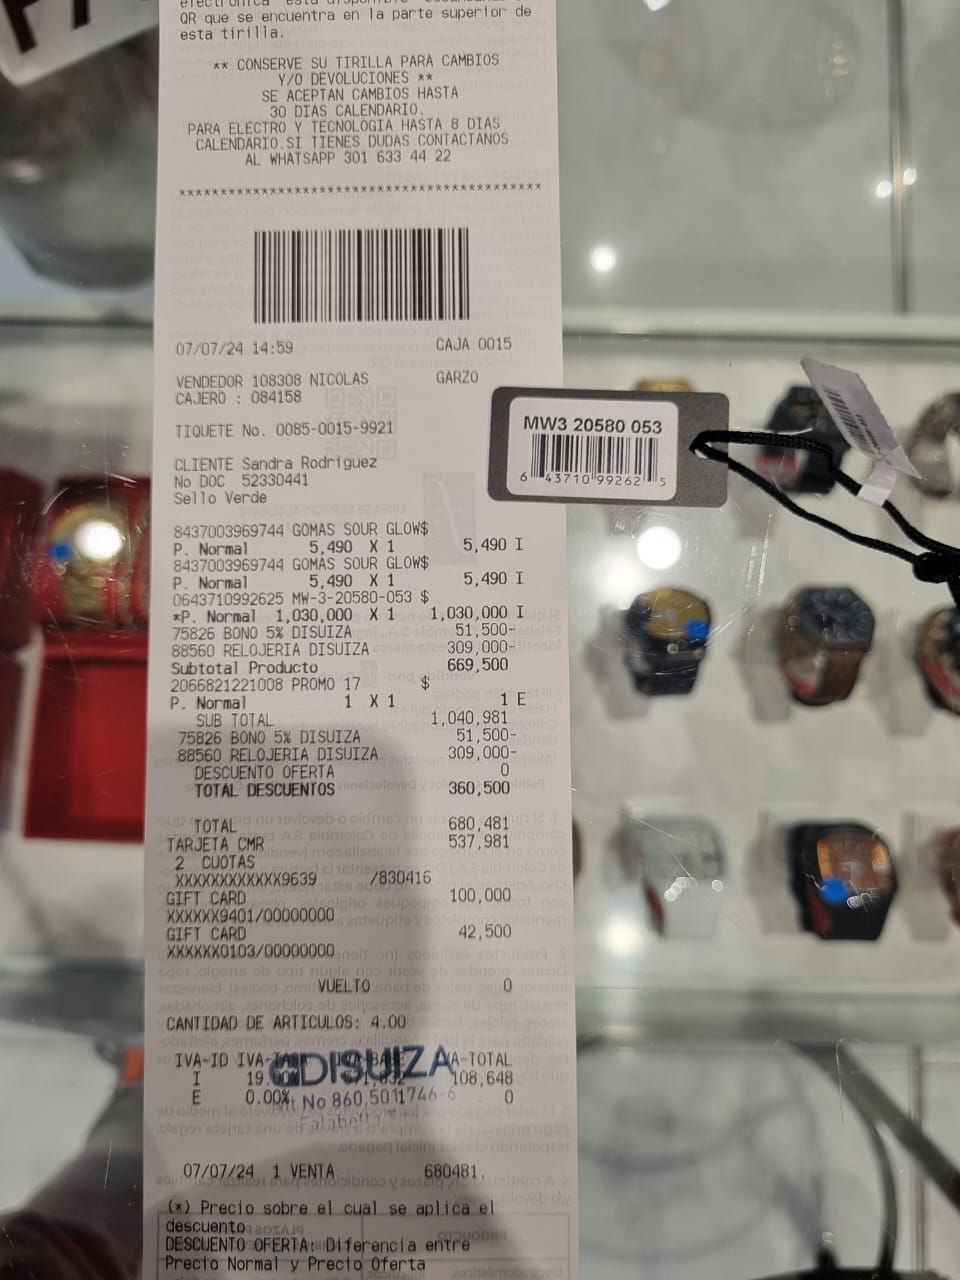 QR que se encuentra en la parte superior de
esta tirilla.
** CONSERVE SU TIRILLA PARA CAMBIOS
Y/O DEVOLUCIONES **
SE ACEPTAN CAMBIOS HASTA
30 DIAS CALENDARIO.
PARA ELECTRO Y TECNOLOGIA HASTA 8 DIAS
CALENDARIO.SI TIENES DUDAS CONTACTANOS
AL WHATSAPP 301 633 44 22
********************************************
07/07/24 14:59 CAJA 0015
VENDEDOR 108308 NICOLAS GARZO
CAJERO : 084158
TIQUETE No. 0085-0015-9921
CLIENTE Sandra Rodriguez
No DOC 52330441
Sello Verde
8437003969744 GOMAS SOUR GLOW$
P. Normal 5,490 X 1 5,490 I
8437003969744 GOMAS SOUR GLOW$
P. Normal 5,490 X 1 5,490 I
0643710992625 MW-3-20580-053 $
*P. Normal 1,030,000 X 1 1,030,000 I
75826 BONO 5% DISUIZA 51,500-
88560 RELOJERIA DISUIZA 309,000-
Subtotal Producto 669,500
2066821221008 PROMO 17 $
P. Normal 1 X 1 1 E
SUB TOTAL 1,040,981
75826 BONO 5% DISUIZA 51,500-
88560 RELOJERIA DISUIZA 309,000-
DESCUENTO OFERTA 0
TOTAL DESCUENTOS 360,500
TOTAL 680,481
TARJETA CMR 537,981
2 CUOTAS
XXXXXXXXXXXX9639 /830416
GIFT CARD 100,000
XXXXXX9401/00000000
GIFT CARD 42,500
XXXXXX0103/00000000
VUELTO 0
CANTIDAD DE ARTICULOS: 4.00
IVA-ID
I 19.00% 108,648
E 0.00% 0
DISUIZA
No 860.5011746-6
07/07/24 1 VENTA 680481.
(*) Precio sobre el cual se aplica el
descuento
DESCUENTO OFERTA: Diferencia entre
Precio Normal y Precio Oferta
MW3 20580 053
6 43710 99262 5